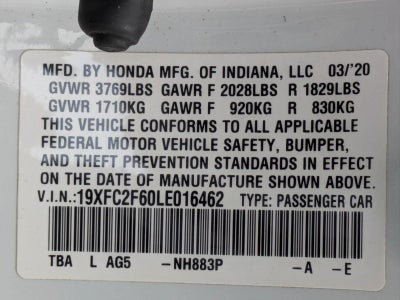 MFD. BY HONDA MFG. OF INDIANA, LLC 03/'20
GVWR 3769LBS GAWR F 2028LBS R 1829LBS
GVWR 1710KG GAWR F 920KG R 830KG
THIS VEHICLE CONFORMS TO ALL APPLICABLE
FEDERAL MOTOR VEHICLE SAFETY, BUMPER,
AND THEFT PREVENTION STANDARDS IN EFFECT
ON THE DATE OF MANUFACTURE SHOWN ABOVE.
V.I.N.:19XFC2F60LE016462 TYPE: PASSENGER CAR
TBA L AG5 -NH883P -A -E